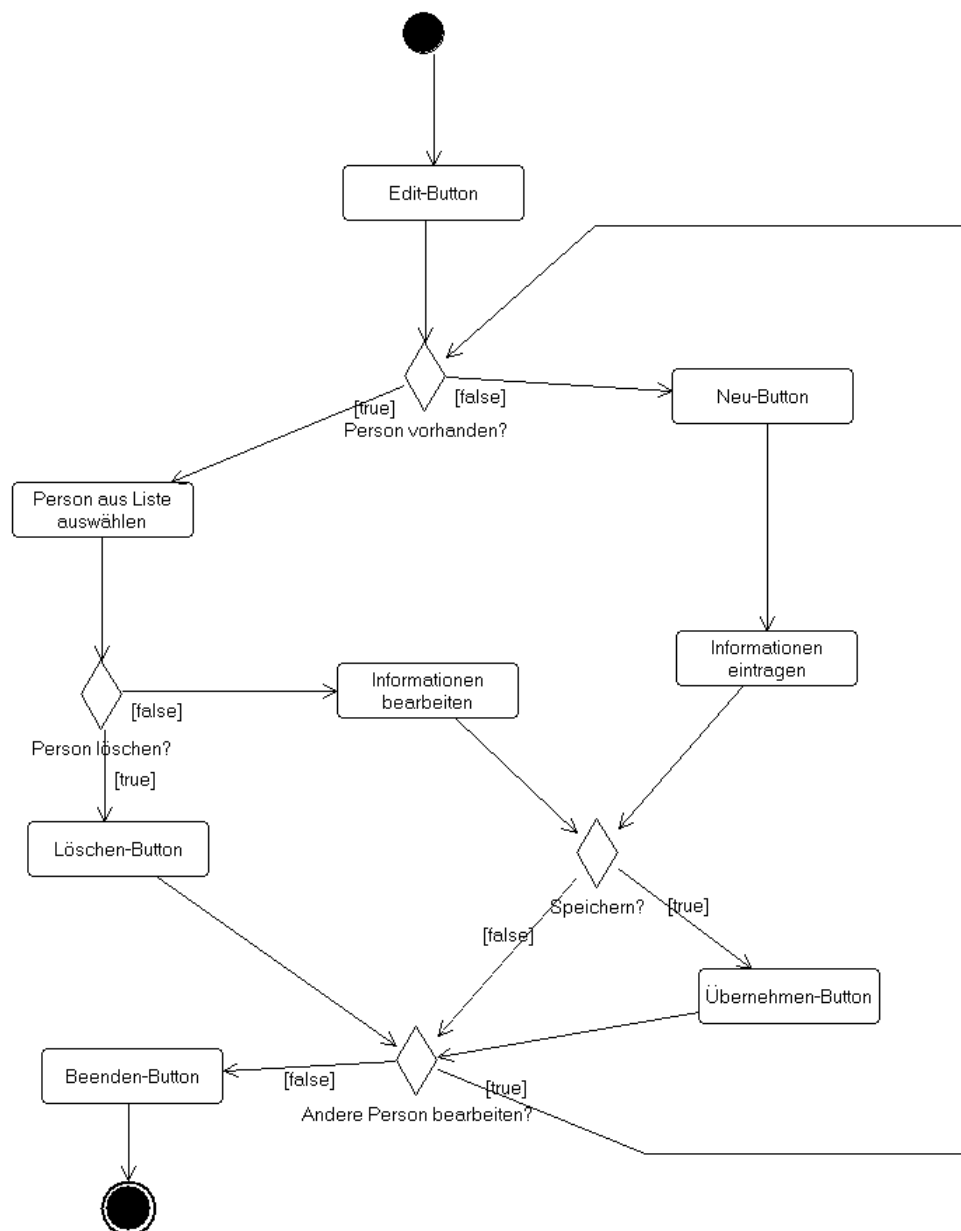 Edit-Button
[false]
Neu-Button
[true]
Person vorhanden?
Person aus Liste
auswählen
Informationen
eintragen
Informationen
bearbeiten
[false]
Person löschen?
[true]
Löschen-Button
Speichern?
[true]
[false]
Übernehmen-Button
Beenden-Button
[false]
[true]
Andere Person bearbeiten?